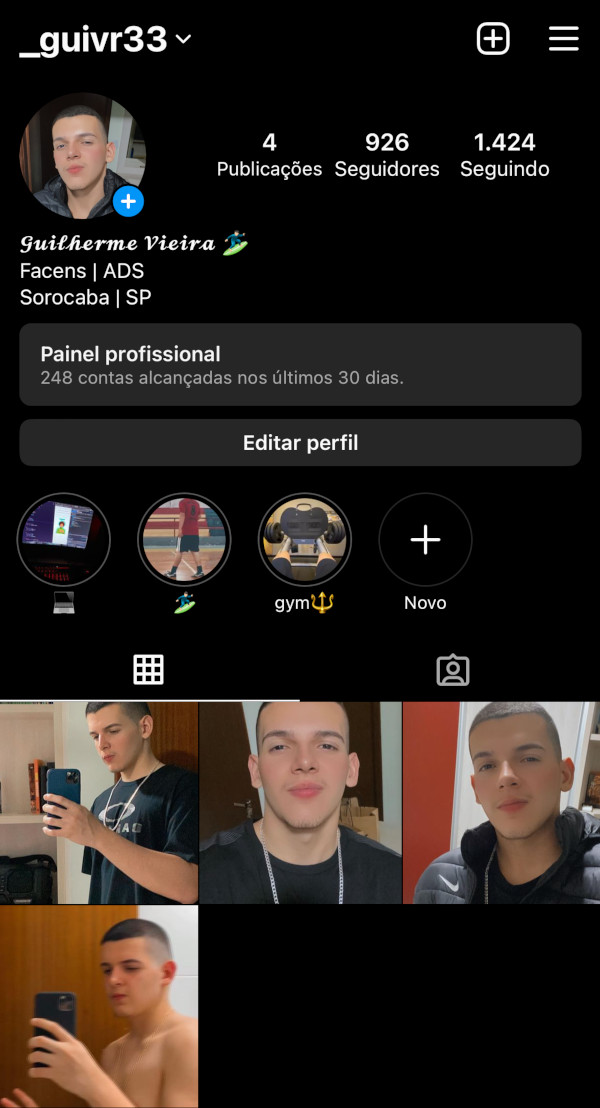 _guivr33
4 926 1.424
Publicações Seguidores Seguindo
𝓖𝓾𝓲𝓵𝓱𝓮𝓻𝓶𝓮 𝓥𝓲𝓮𝓲𝓻𝓪 🏄🏻‍♂️
Facens | ADS
Sorocaba | SP
Painel profissional
248 contas alcançadas nos últimos 30 dias.
Editar perfil
💻 🏄🏻‍♂️ gym🔱 Novo